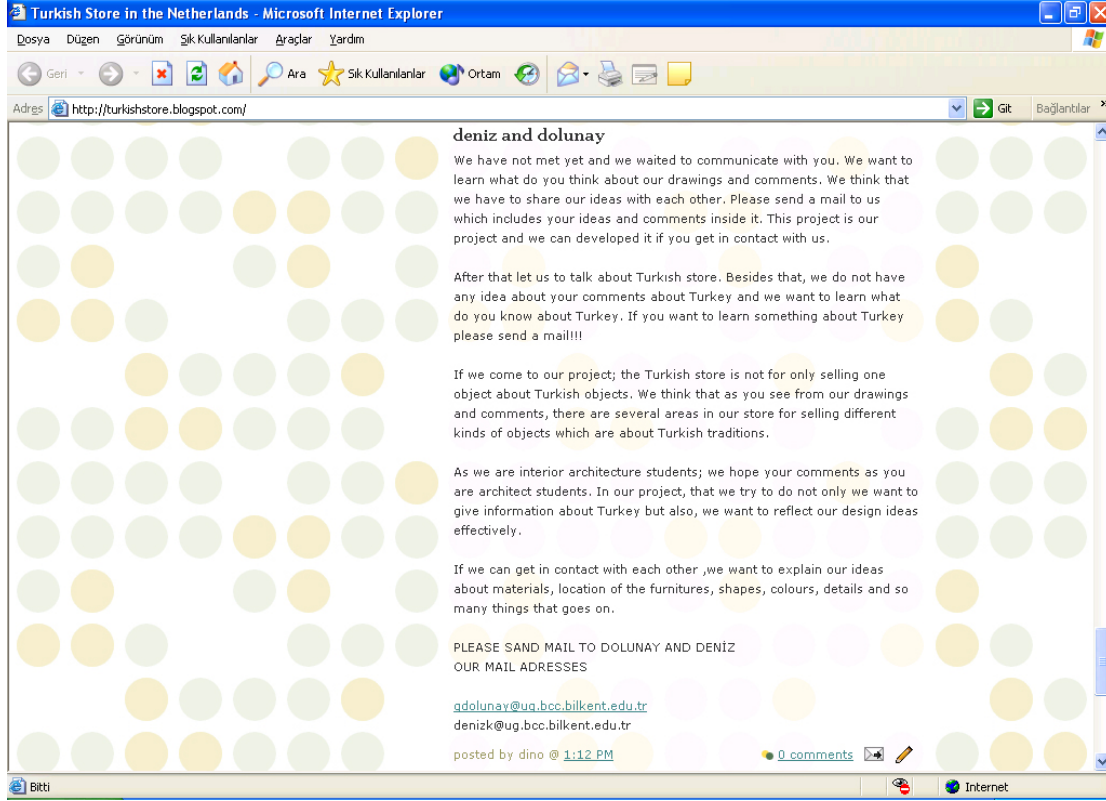 Turkish Store in the Netherlands - Microsoft Internet Explorer
Dosya Düzen Görünüm Sık Kullanılanlar Araçlar Yardım
Geri Ara Sık Kullanılanlar Ortam
Adres http://turkishstore.blogspot.com/ Git Bağlantılar »
deniz and dolunay
We have not met yet and we waited to communicate with you. We want to
learn what do you think about our drawings and comments. We think that
we have to share our ideas with each other. Please send a mail to us
which includes your ideas and comments inside it. This project is our
project and we can developed it if you get in contact with us.
After that let us to talk about Turkısh store. Besides that, we do not have
any idea about your comments about Turkey and we want to learn what
do you know about Turkey. If you want to learn something about Turkey
please send a mail!!!
If we come to our project; the Turkish store is not for only selling one
object about Turkish objects. We think that as you see from our drawings
and comments, there are several areas in our store for selling different
kinds of objects which are about Turkish traditions.
As we are interior architecture students; we hope your comments as you
are architect students. In our project, that we try to do not only we want to
give information about Turkey but also, we want to reflect our design ideas
effectively.
If we can get in contact with each other ,we want to explain our ideas
about materials, location of the furnitures, shapes, colours, details and so
many things that goes on.
PLEASE SAND MAIL TO DOLUNAY AND DENİZ
OUR MAIL ADRESSES
gdolunay@ug.bcc.bilkent.edu.tr
denizk@ug.bcc.bilkent.edu.tr
posted by dino @ 1:12 PM 0 comments
Bitti Internet